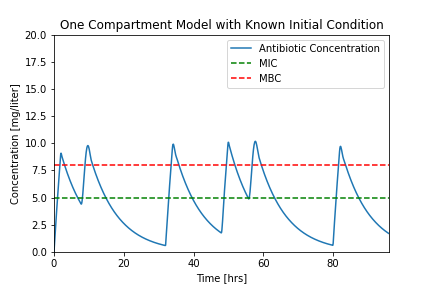 One Compartment Model with Known Initial Condition
Antibiotic Concentration
MIC
MBC
Concentration [mg/liter]
20.0
17.5
15.0
12.5
10.0
7.5
5.0
2.5
0.0
0 20 40 60 80
Time [hrs]